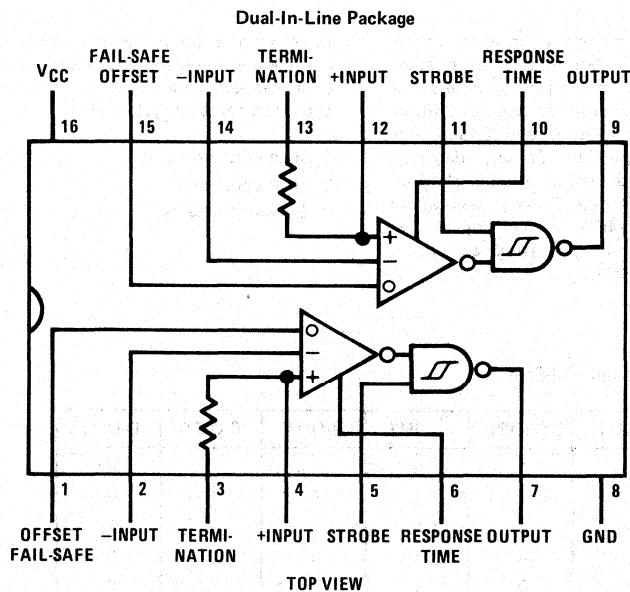 Dual-In-Line Package
VCC
FAIL-SAFE
OFFSET
–INPUT
TERMI-
NATION
+INPUT
STROBE
RESPONSE
TIME
OUTPUT
16 15 14 13 12 11 10 9
+
–
+
–
1 2 3 4 5 6 7 8
OFFSET
FAIL-SAFE
–INPUT
TERMI-
NATION
+INPUT
STROBE
RESPONSE
TIME
OUTPUT
GND
TOP VIEW